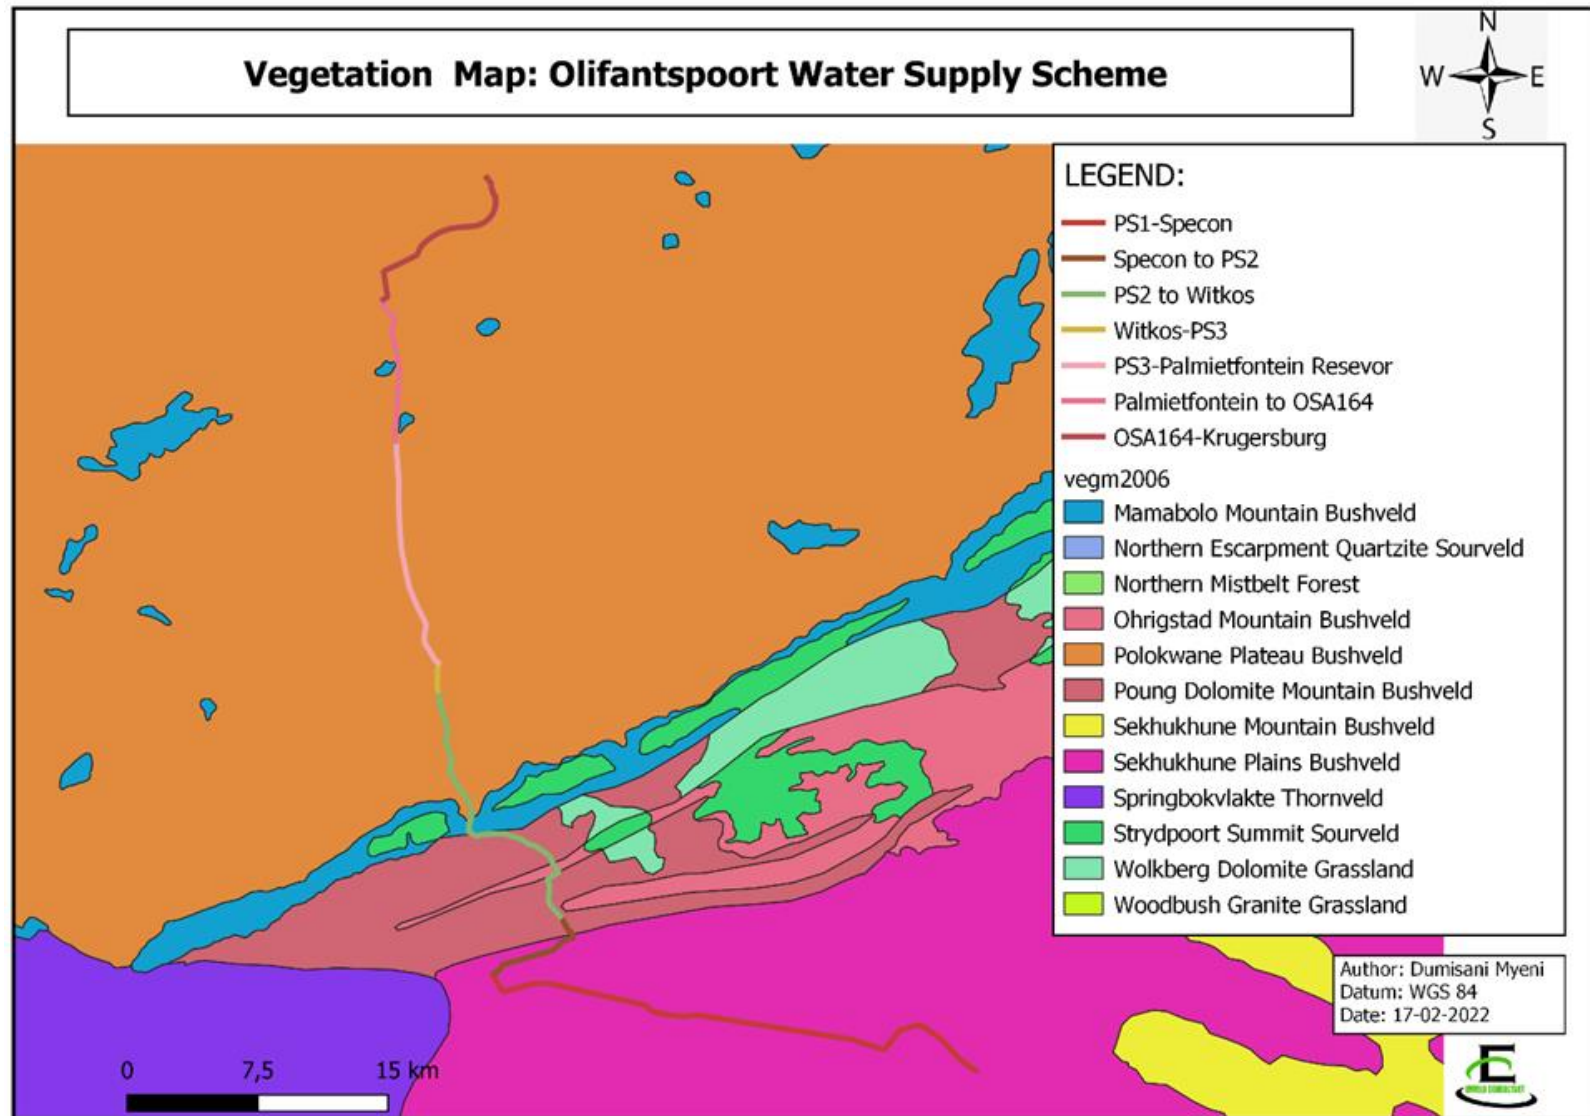 Vegetation Map: Olifantspoort Water Supply Scheme
N
W E
S
LEGEND:
PS1-Specon
Specon to PS2
PS2 to Witkos
Witkos-PS3
PS3-Palmietfontein Resevor
Palmietfontein to OSA164
OSA164-Krugersburg
vegm2006
Mamabolo Mountain Bushveld
Northern Escarpment Quartzite Sourveld
Northern Mistbelt Forest
Ohrigstad Mountain Bushveld
Polokwane Plateau Bushveld
Poung Dolomite Mountain Bushveld
Sekhukhune Mountain Bushveld
Sekhukhune Plains Bushveld
Springbokvlakte Thornveld
Strydpoort Summit Sourveld
Wolkberg Dolomite Grassland
Woodbush Granite Grassland
Author: Dumisani Myeni
Datum: WGS 84
Date: 17-02-2022
0 7,5 15 km
E